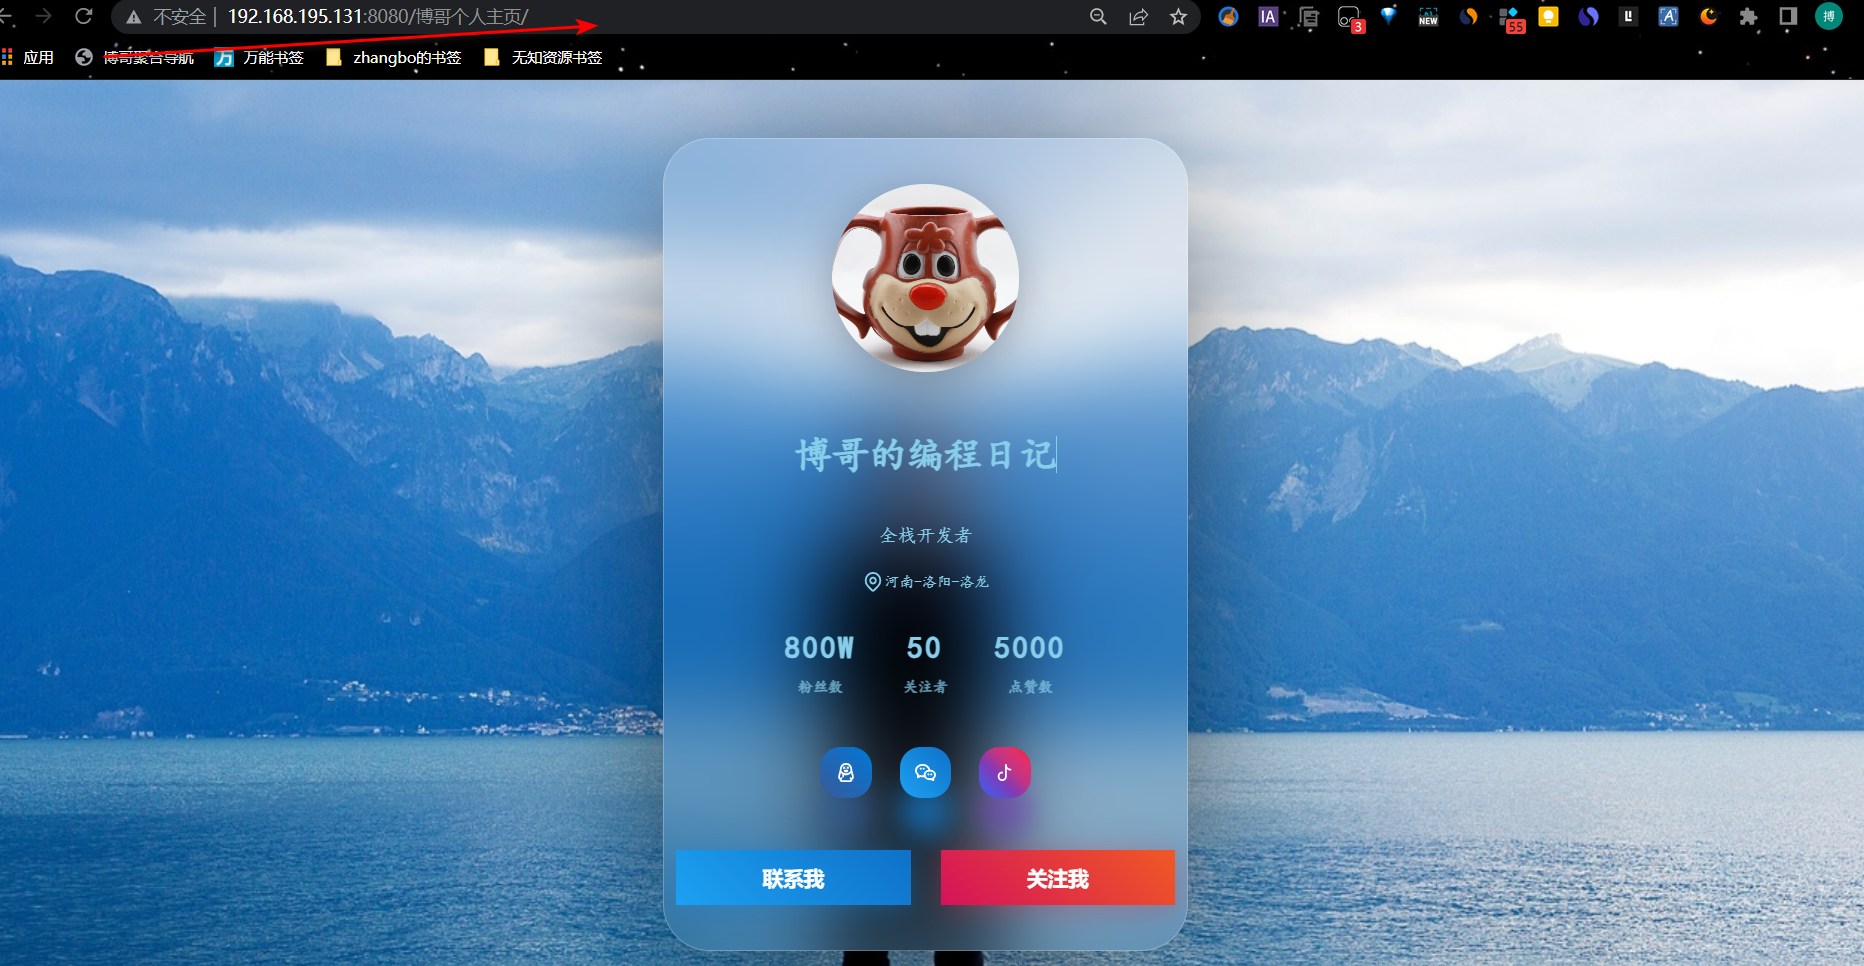 不安全 | 192.168.195.131:8080/博哥个人主页/
IA
3
NEW
55
博
应用 博哥聚合导航 万能书签 zhangbo的书签 无知资源书签
博哥的编程日记
全栈开发者
河南-洛阳-洛龙
800W 50 5000
粉丝数 关注者 点赞数
联系我 关注我